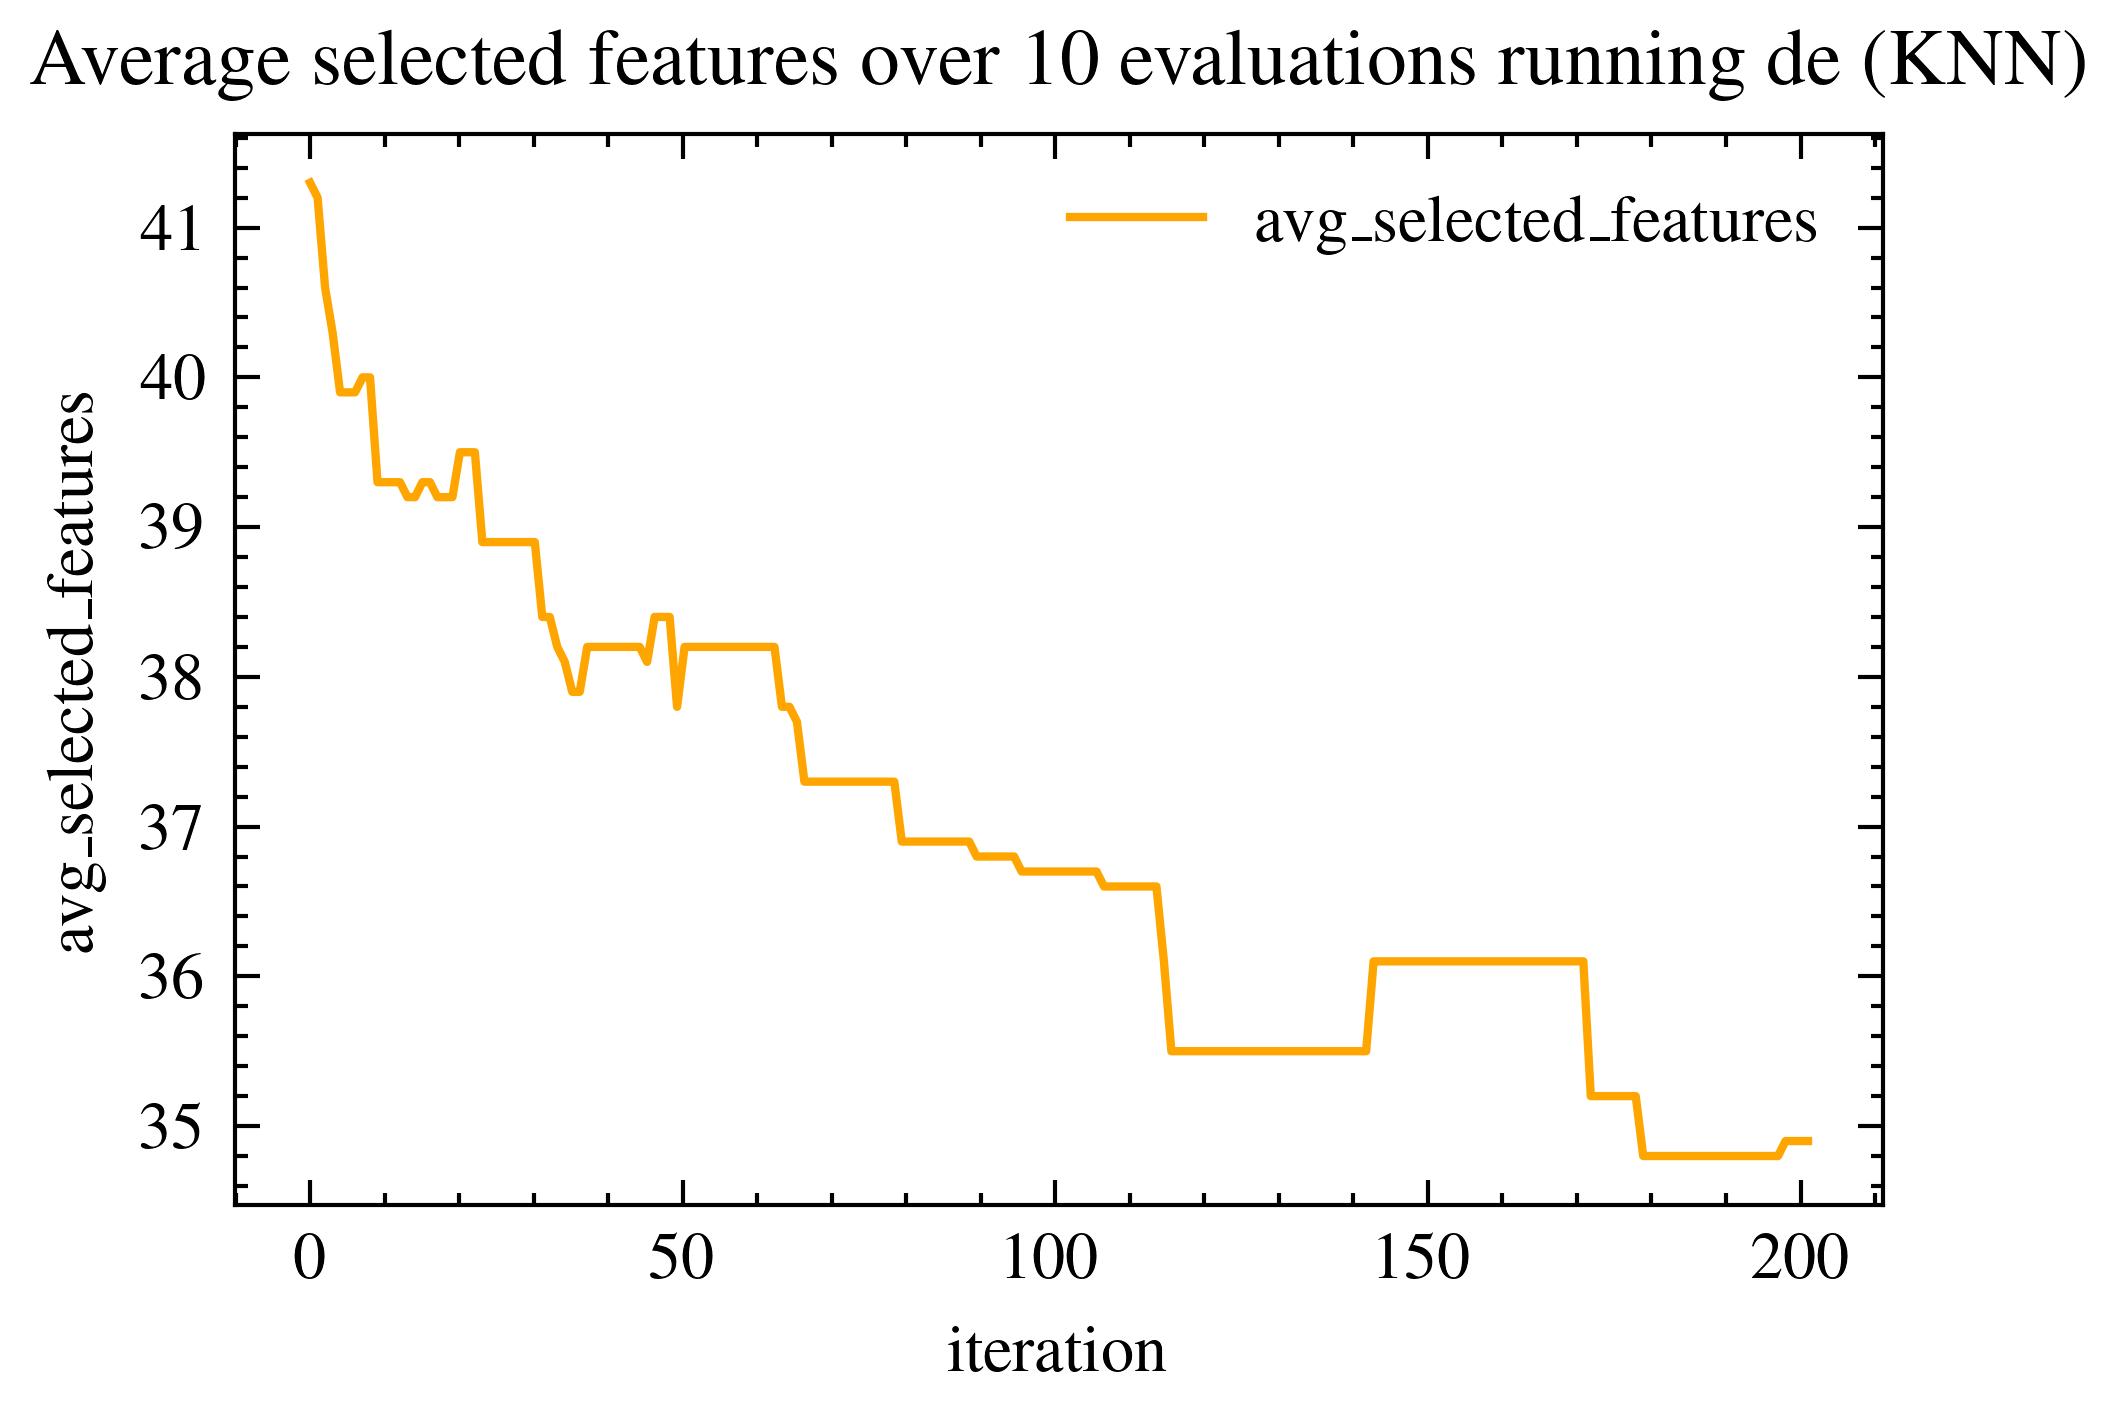 Average selected features over 10 evaluations running de (KNN)
avg_selected_features
avg_selected_features
41
40
39
38
37
36
35
0 50 100 150 200
iteration